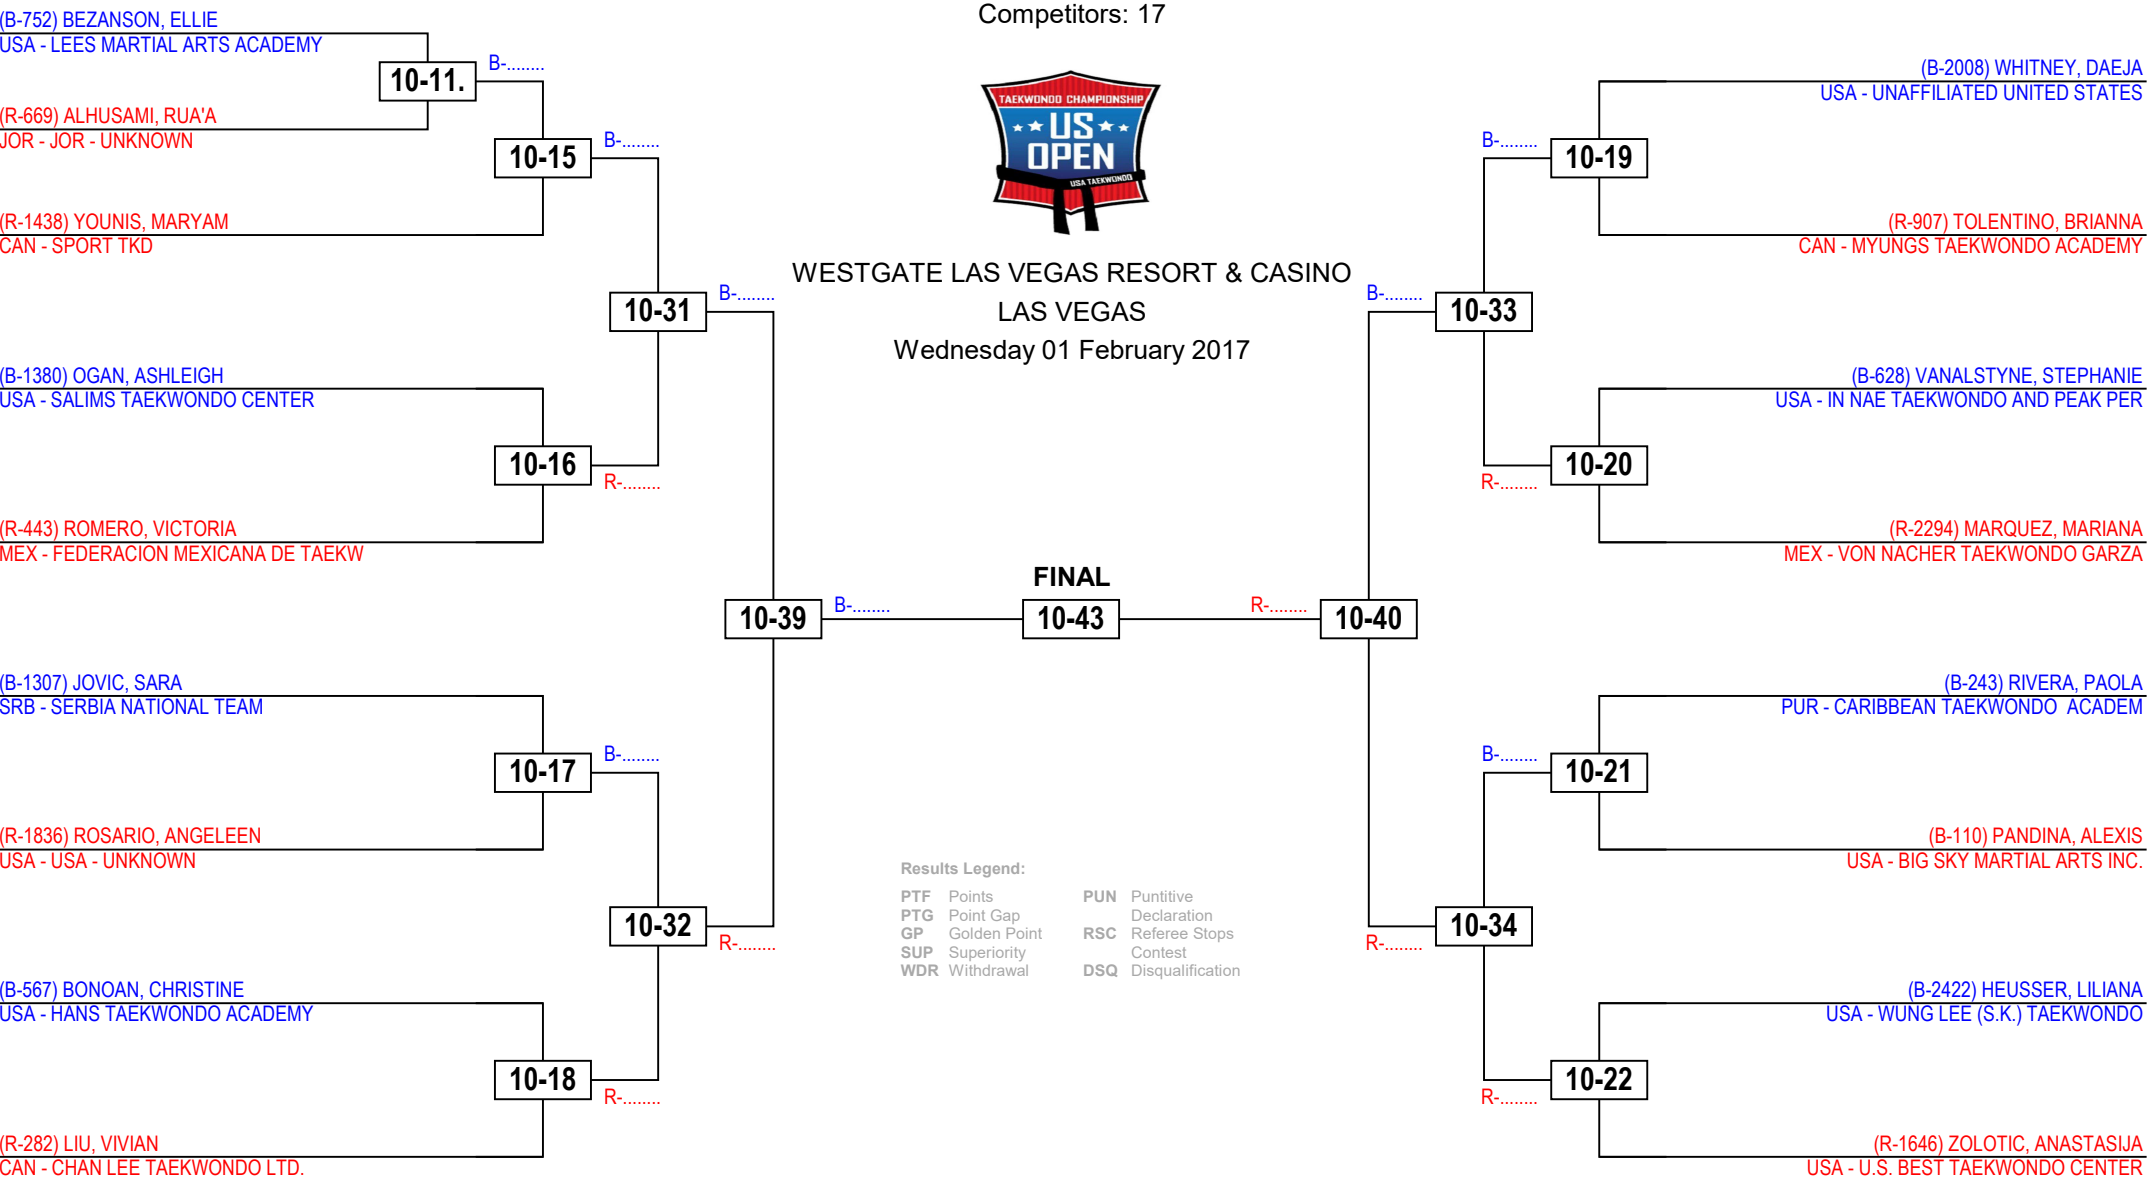 Competitors: 17
TAEKWONDO CHAMPIONSHIP
US
OPEN
USA TAEKWONDO
WESTGATE LAS VEGAS RESORT & CASINO
LAS VEGAS
Wednesday 01 February 2017
(B-752) BEZANSON, ELLIE
USA - LEES MARTIAL ARTS ACADEMY
10-11.
B-........
(R-669) ALHUSAMI, RUA'A
JOR - JOR - UNKNOWN
10-15
B-........
(R-1438) YOUNIS, MARYAM
CAN - SPORT TKD
10-31
B-........
(B-1380) OGAN, ASHLEIGH
USA - SALIMS TAEKWONDO CENTER
10-16
R-........
(R-443) ROMERO, VICTORIA
MEX - FEDERACION MEXICANA DE TAEKW
10-39
B-........
(B-1307) JOVIC, SARA
SRB - SERBIA NATIONAL TEAM
10-17
B-........
(R-1836) ROSARIO, ANGELEEN
USA - USA - UNKNOWN
10-32
R-........
(B-567) BONOAN, CHRISTINE
USA - HANS TAEKWONDO ACADEMY
10-18
R-........
(R-282) LIU, VIVIAN
CAN - CHAN LEE TAEKWONDO LTD.
FINAL
10-43
(B-2008) WHITNEY, DAEJA
USA - UNAFFILIATED UNITED STATES
B-........
10-19
(R-907) TOLENTINO, BRIANNA
CAN - MYUNGS TAEKWONDO ACADEMY
B-........
10-33
(B-628) VANALSTYNE, STEPHANIE
USA - IN NAE TAEKWONDO AND PEAK PER
10-20
R-........
(R-2294) MARQUEZ, MARIANA
MEX - VON NACHER TAEKWONDO GARZA
R-........
10-40
(B-243) RIVERA, PAOLA
PUR - CARIBBEAN TAEKWONDO  ACADEM
B-........
10-21
(B-110) PANDINA, ALEXIS
USA - BIG SKY MARTIAL ARTS INC.
10-34
R-........
(B-2422) HEUSSER, LILIANA
USA - WUNG LEE (S.K.) TAEKWONDO
10-22
R-........
(R-1646) ZOLOTIC, ANASTASIJA
USA - U.S. BEST TAEKWONDO CENTER
Results Legend:
PTF Points
PTG Point Gap
GP Golden Point
SUP Superiority
WDR Withdrawal
PUN Puntitive
Declaration
RSC Referee Stops
Contest
DSQ Disqualification